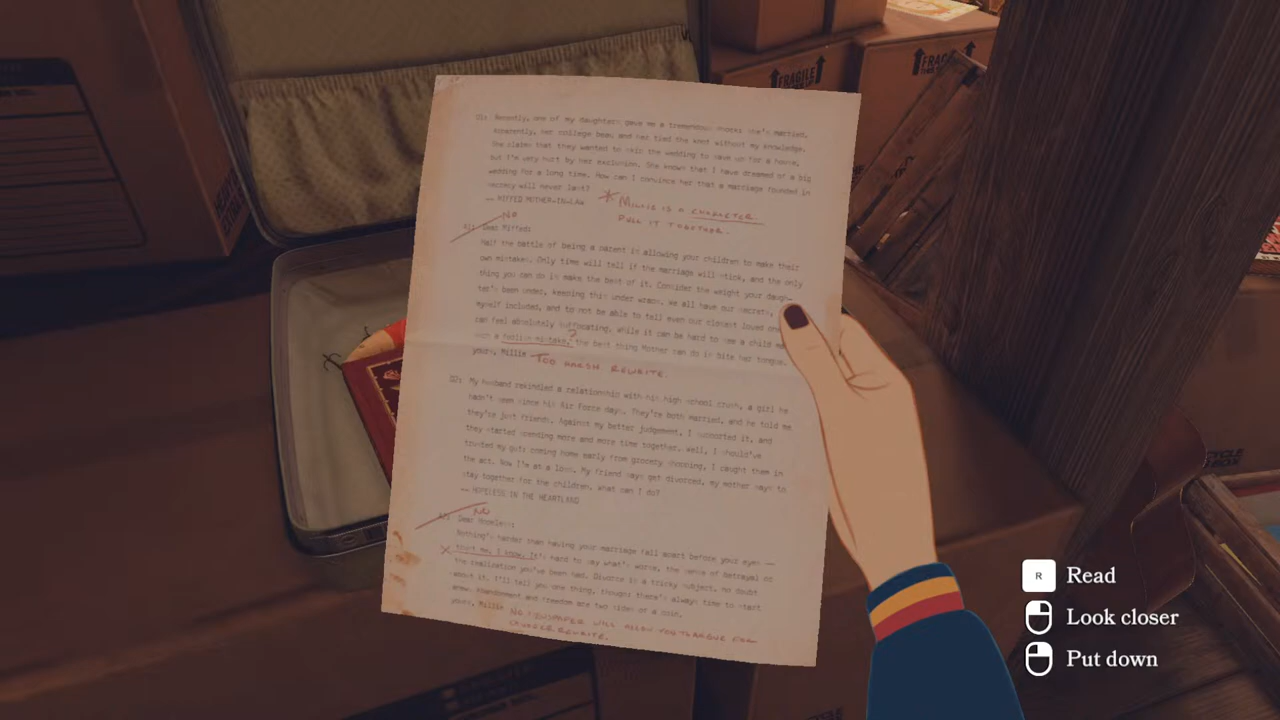 FRAGILE
FRAGILE
Q1: Recently, one of my daughters gave me a tremendous shock: she's married.
Apparently, her college beau and her tied the knot without my knowledge.
She claims that they wanted to skip the wedding to save up for a house,
but I'm very hurt by her exclusion. She knows that I have dreamed of a big
wedding for a long time. How can I convince her that a marriage founded in
secrecy will never last?
— MIFFED MOTHER-IN-LAW
* MILLIE IS A CHARACTER.
PULL IT TOGETHER.
NO
A1: Dear Miffed:
Half the battle of being a parent is allowing your children to make their
own mistakes. Only time will tell if the marriage will stick, and the only
thing you can do is make the best of it. Consider the weight your daugh-
ter's been under, keeping this under wraps. We all have our secrets,
myself included, and to not be able to tell even our closest loved one
can feel absolutely suffocating. While it can be hard to see a child ma
such a foolish mistake, the best thing Mother can do is bite her tongue.
?
yours, Millie
TOO HARSH REWRITE.
Q2: My husband rekindled a relationship with his high school crush, a girl he
hasn't seen since his Air Force days. They're both married, and he told me
they're just friends. Against my better judgement, I supported it, and
they started spending more and more time together. Well, I should've
trusted my gut: coming home early from grocery shopping, I caught them in
the act. Now I'm at a loss. My friend says get divorced, my mother says to
stay together for the children. What can I do?
— HOPELESS IN THE HEARTLAND
NO
A2: Dear Hopeless:
Nothing's harder than having your marriage fall apart before your eyes —
X trust me, I know. It's hard to say what's worse, the sense of betrayal or
the realization you've been had. Divorce is a tricky subject, no doubt
about it. I'll tell you one thing, though: there's always time to start
anew. Abandonment and freedom are two sides of a coin.
yours, Millie
NO NEWSPAPER WILL ALLOW YOU TO ARGUE FOR
DIVORCE REWRITE.
R Read
Look closer
Put down